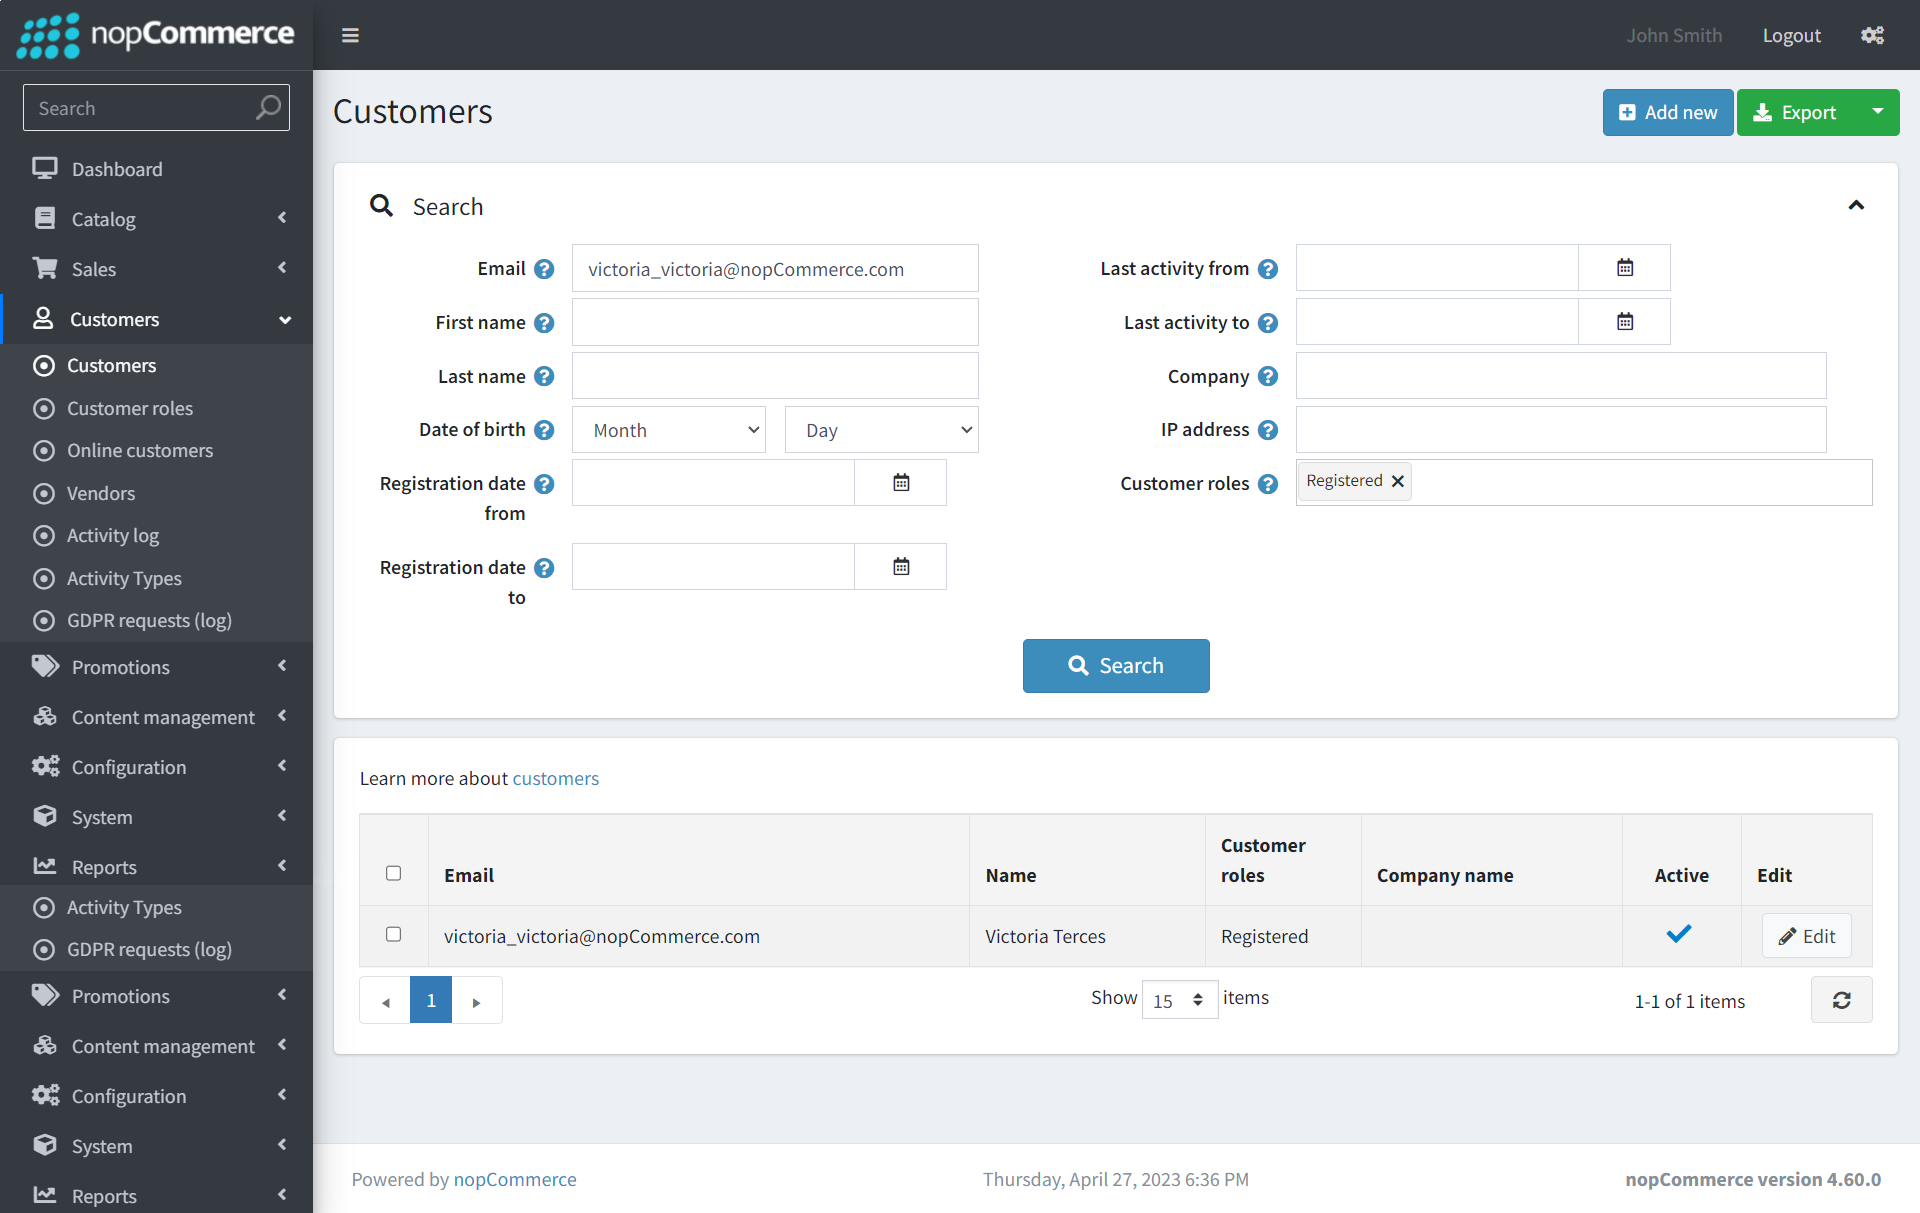 nopCommerce
John Smith
Logout
Search
Dashboard
Catalog
Sales
Customers
Customers
Customer roles
Online customers
Vendors
Activity log
Activity Types
GDPR requests (log)
Promotions
Content management
Configuration
System
Reports
Activity Types
GDPR requests (log)
Promotions
Content management
Configuration
System
Reports
Customers
Add new
Export
Search
Email
victoria_victoria@nopCommerce.com
First name
Last name
Date of birth
Month
Day
Registration date from
Registration date to
Last activity from
Last activity to
Company
IP address
Customer roles
Registered
Search
Learn more about customers
Email
Name
Customer roles
Company name
Active
Edit
victoria_victoria@nopCommerce.com
Victoria Terces
Registered
Edit
1
Show 15 items
1-1 of 1 items
Powered by nopCommerce
Thursday, April 27, 2023 6:36 PM
nopCommerce version 4.60.0